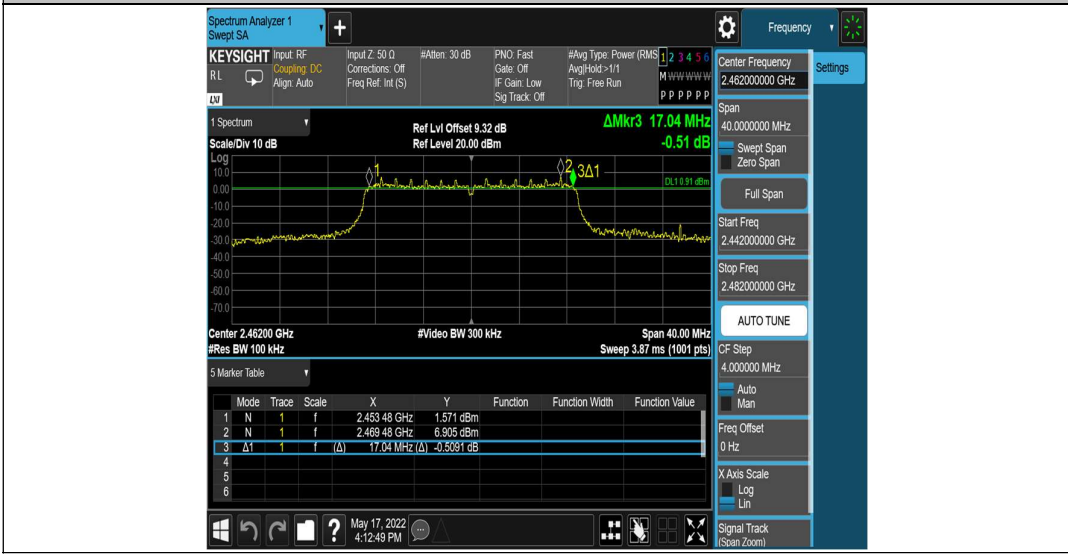 Spectrum Analyzer 1
Swept SA
+
Frequency
KEYSIGHT
RL
LXI
Input: RF
Coupling: DC
Align: Auto
Input Z: 50 Ω
Corrections: Off
Freq Ref: Int (S)
#Atten: 30 dB
PNO: Fast
Gate: Off
IF Gain: Low
Sig Track: Off
#Avg Type: Power (RMS
Avg|Hold:>1/1
Trig: Free Run
1 2 3 4 5 6
M W W W W W
P P P P P P
1 Spectrum
Scale/Div 10 dB
Ref Lvl Offset 9.32 dB
Ref Level 20.00 dBm
ΔMkr3 17.04 MHz
-0.51 dB
Log
10.0
0.00
-10.0
-20.0
-30.0
-40.0
-50.0
-60.0
-70.0
1
2
3Δ1
DL1 0.91 dBm
Center 2.46200 GHz
#Res BW 100 kHz
#Video BW 300 kHz
Span 40.00 MHz
Sweep 3.87 ms (1001 pts)
5 Marker Table
Mode Trace Scale X Y Function Function Width Function Value
1 N 1 f 2.453 48 GHz 1.571 dBm
2 N 1 f 2.469 48 GHz 6.905 dBm
3 Δ1 1 f (Δ) 17.04 MHz (Δ) -0.5091 dB
4
5
6
?
May 17, 2022
4:12:49 PM
Center Frequency
2.462000000 GHz
Settings
Span
40.0000000 MHz
Swept Span
Zero Span
Full Span
Start Freq
2.442000000 GHz
Stop Freq
2.482000000 GHz
AUTO TUNE
CF Step
4.000000 MHz
Auto
Man
Freq Offset
0 Hz
X Axis Scale
Log
Lin
Signal Track
(Span Zoom)